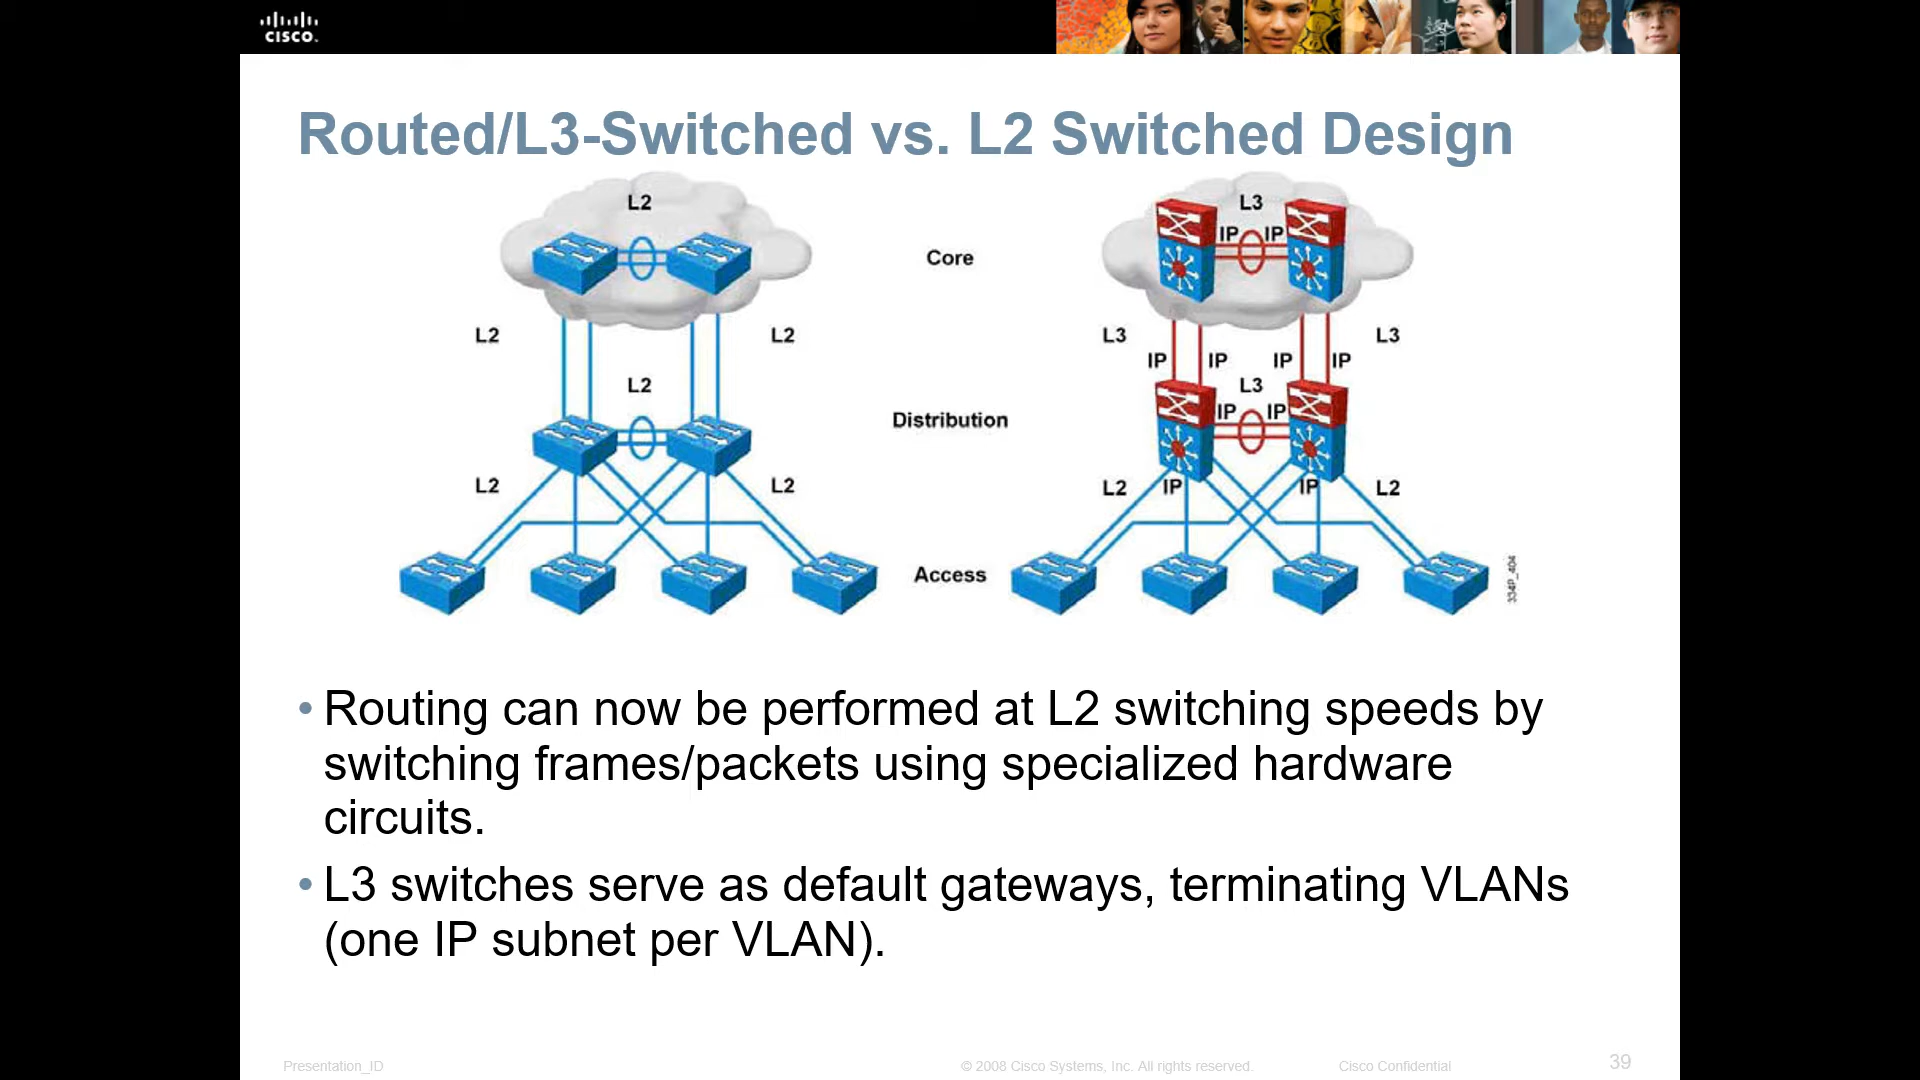 CISCO.
Routed/L3-Switched vs. L2 Switched Design
L2
L3
IP IP
Core
L2 L2
L3 L3
IP IP IP IP
L2
L3
IP IP
Distribution
L2 L2
L2 IP IP L2
Access
334P_404
• Routing can now be performed at L2 switching speeds by
switching frames/packets using specialized hardware
circuits.
• L3 switches serve as default gateways, terminating VLANs
(one IP subnet per VLAN).
Presentation_ID
© 2008 Cisco Systems, Inc. All rights reserved.
Cisco Confidential
39